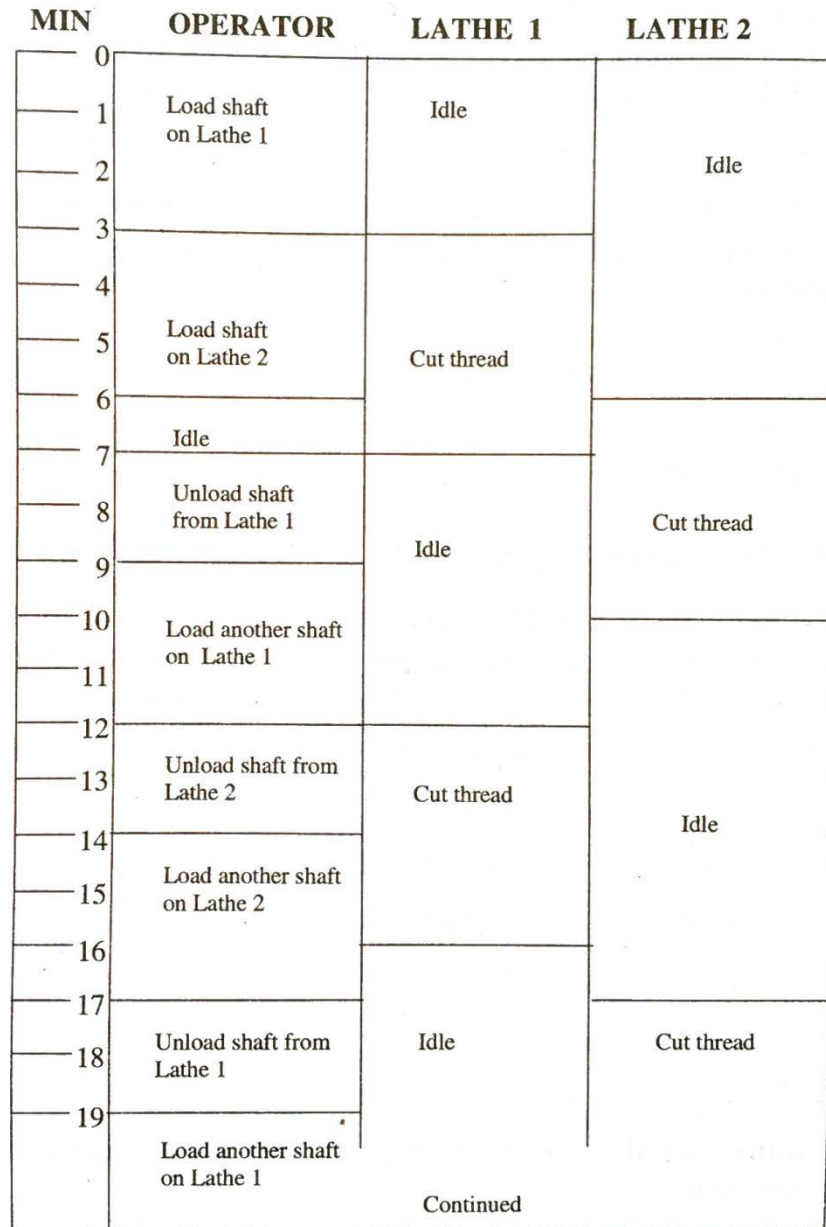 MIN OPERATOR LATHE 1 LATHE 2
0
Load shaft
on Lathe 1
Idle
1
Idle
2
3
4
Load shaft
on Lathe 2
Cut thread
5
6
Idle
7
Unload shaft
from Lathe 1
8
Cut thread
Idle
9
10
Load another shaft
on Lathe 1
11
12
Unload shaft from
Lathe 2
13
Cut thread
Idle
14
Load another shaft
on Lathe 2
15
16
17
Unload shaft from
Lathe 1
Idle
Cut thread
18
19
Load another shaft
on Lathe 1
Continued